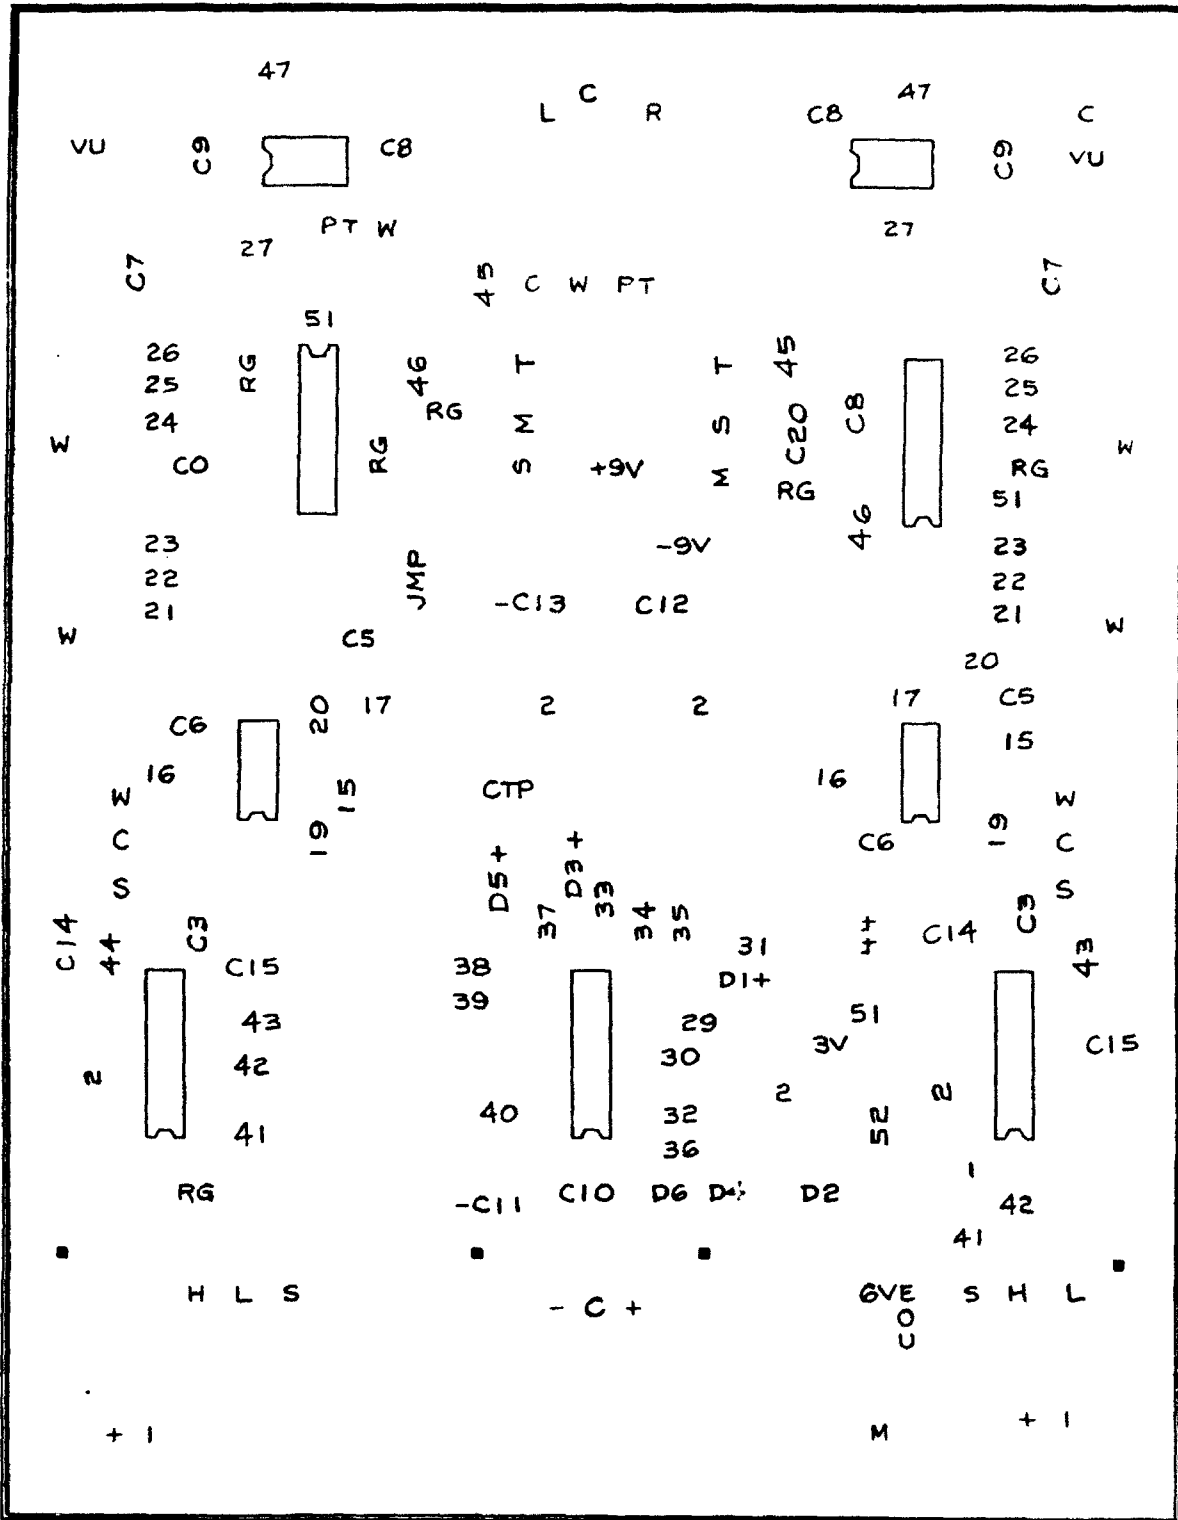 47
C
L R
C8 47 C
VU C9 C8 C9 VU
PT W
27 27
C7 45 C W PT C7
51
26 RG 46 T T 45 26
25 25
RG
24 M S C20 C8 24
W W
CO RG S +9V M RG
RG 51
46
23 -9V 23
22 JMP 22
21 -C13 C12 21
W C5 W
20
C6 20 17 2 2 17 C5
15
16 15 CTP 16
W W
C 19 C6 19 C
S D5+ D3+ S
37 33 34 35
C14 44 C3 44 C14 C3 43
31
C15 38 D1+
39
43 29 51
42 30 3V C15
2 2 2
41 40 32 52
36
1
RG -C11 C10 D6 D4 D2 42
41
H L S 6VE S H L
- C + CO
+ 1 M + 1